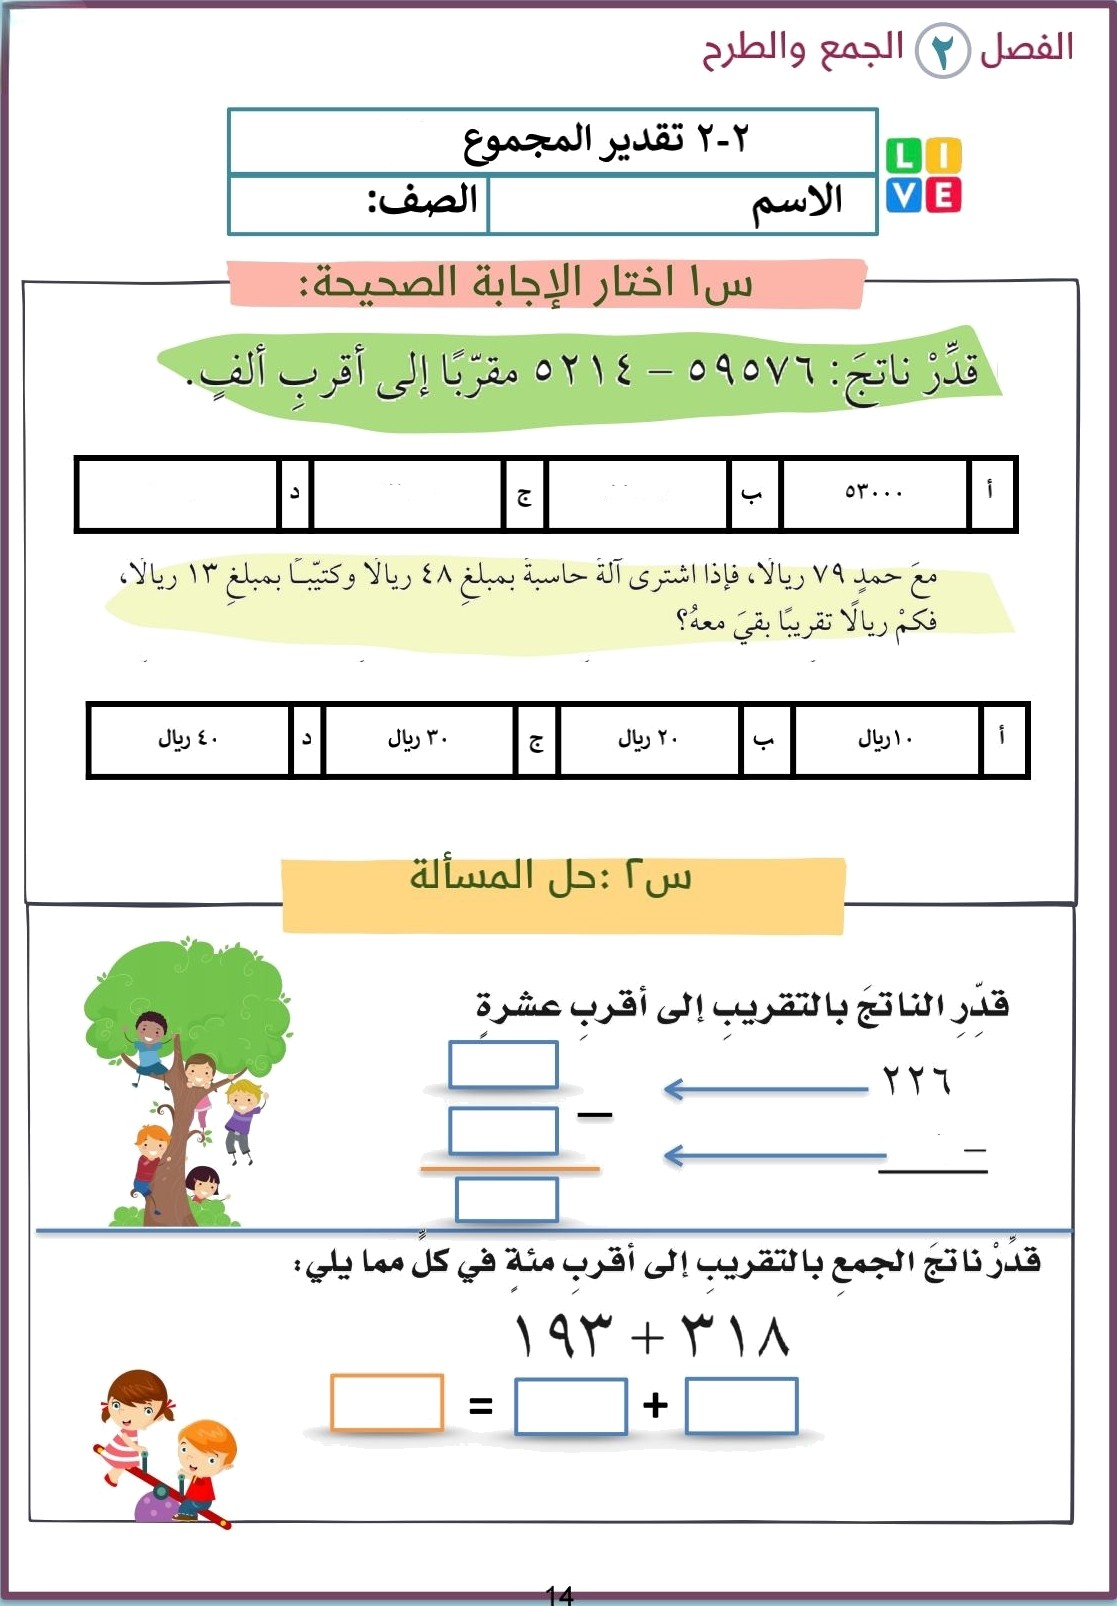 الفصل ٢ الجمع والطرح
٢-٢ تقدير المجموع
الاسم الصف:
LIVE
س١ اختار الإجابة الصحيحة:
قدِّرْ ناتجَ: ٥٩٥٧٦ – ٥٢١٤ مقرّبًا إلى أقربِ ألفٍ.
أ ٥٣٠٠٠ ب ج د
معَ حمدٍ ٧٩ ريالًا، فإذا اشترى آلةً حاسبةً بمبلغِ ٤٨ ريالًا وكتيّبًا بمبلغِ ١٣ ريالًا،
فكمْ ريالًا تقريبًا بقيَ معهُ؟
أ ١٠ريال ب ٢٠ ريال ج ٣٠ ريال د ٤٠ ريال
س٢ :حل المسألة
قدِّرِ الناتجَ بالتقريبِ إلى أقربِ عشرةٍ
٢٢٦
– –
قدِّرْ ناتجَ الجمعِ بالتقريبِ إلى أقربِ مئةٍ في كلٍّ مما يلي:
٣١٨ + ١٩٣
+ =
14